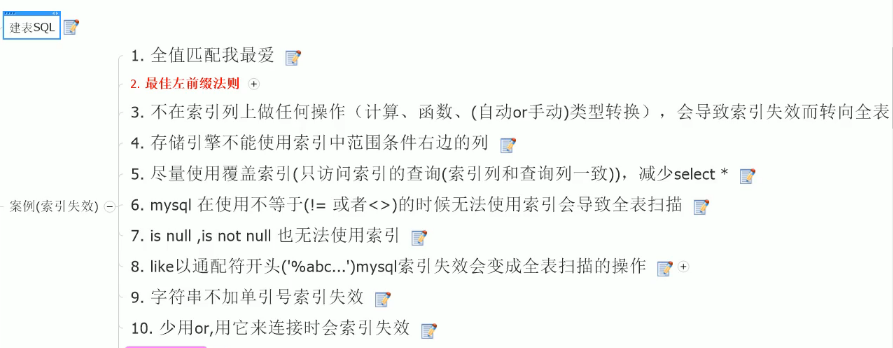 建表SQL
1. 全值匹配我最爱
2. 最佳左前缀法则
3. 不在索引列上做任何操作（计算、函数、(自动or手动)类型转换），会导致索引失效而转向全表
4. 存储引擎不能使用索引中范围条件右边的列
5. 尽量使用覆盖索引(只访问索引的查询(索引列和查询列一致))，减少select *
案例(索引失效)
6. mysql 在使用不等于(!= 或者<>)的时候无法使用索引会导致全表扫描
7. is null ,is not null 也无法使用索引
8. like以通配符开头('%abc...')mysql索引失效会变成全表扫描的操作
9. 字符串不加单引号索引失效
10. 少用or,用它来连接时会索引失效